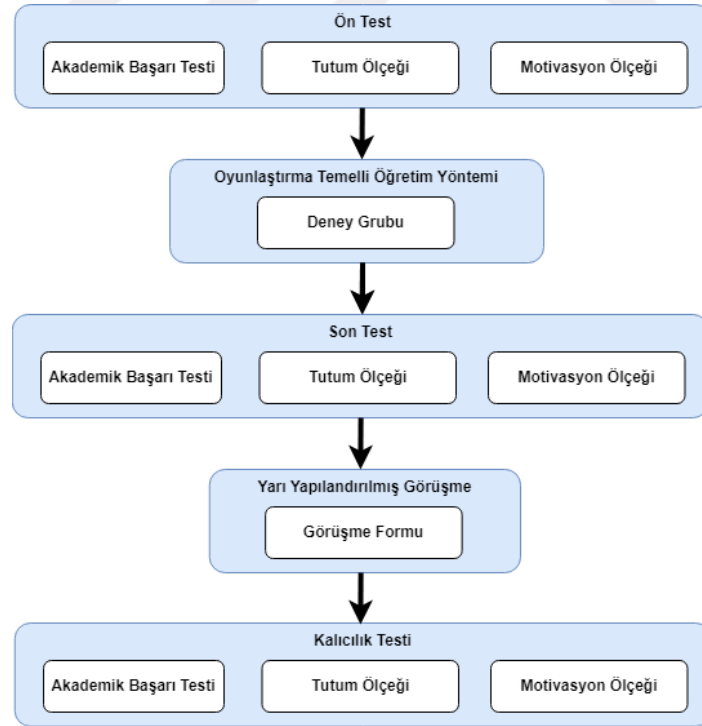 Ön Test
Akademik Başarı Testi
Tutum Ölçeği
Motivasyon Ölçeği
Oyunlaştırma Temelli Öğretim Yöntemi
Deney Grubu
Son Test
Akademik Başarı Testi
Tutum Ölçeği
Motivasyon Ölçeği
Yarı Yapılandırılmış Görüşme
Görüşme Formu
Kalıcılık Testi
Akademik Başarı Testi
Tutum Ölçeği
Motivasyon Ölçeği